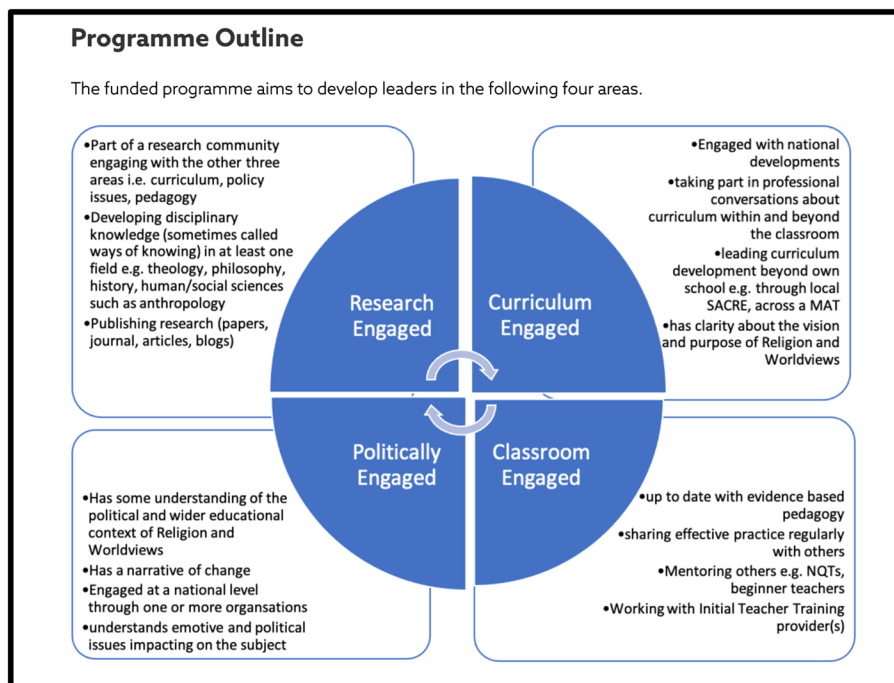 Programme Outline
The funded programme aims to develop leaders in the following four areas.
•Part of a research community
engaging with the other three
areas i.e. curriculum, policy
issues, pedagogy
•Developing disciplinary
knowledge (sometimes called
ways of knowing) in at least one
field e.g. theology, philosophy,
history, human/social sciences
such as anthropology
•Publishing research (papers,
journal, articles, blogs)
Research
Engaged
•Engaged with national
developments
•taking part in professional
conversations about
curriculum within and beyond
the classroom
•leading curriculum
development beyond own
school e.g. through local
SACRE, across a MAT
•has clarity about the vision
and purpose of Religion and
Worldviews
Curriculum
Engaged
•Has some understanding of the
political and wider educational
context of Religion and
Worldviews
•Has a narrative of change
•Engaged at a national level
through one or more organsations
•understands emotive and political
issues impacting on the subject
Politically
Engaged
Classroom
Engaged
•up to date with evidence based
pedagogy
•sharing effective practice regularly
with others
•Mentoring others e.g. NQTs,
beginner teachers
•Working with Initial Teacher Training
provider(s)